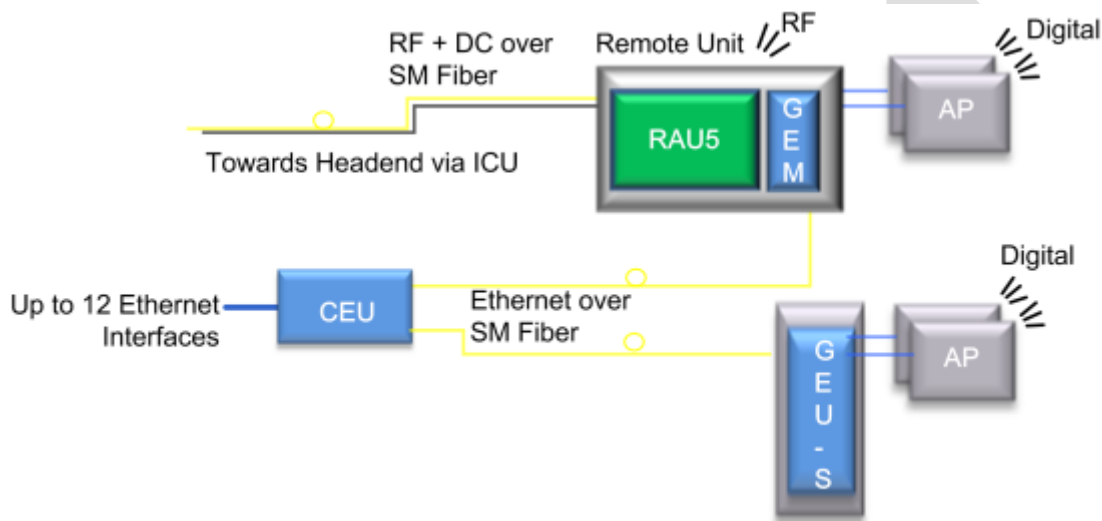 RF + DC over
SM Fiber
Remote Unit
RF
Digital
RAU5
G
E
M
AP
Towards Headend via ICU
Up to 12 Ethernet
Interfaces
CEU
Ethernet over
SM Fiber
Digital
G
E
U
-
S
AP